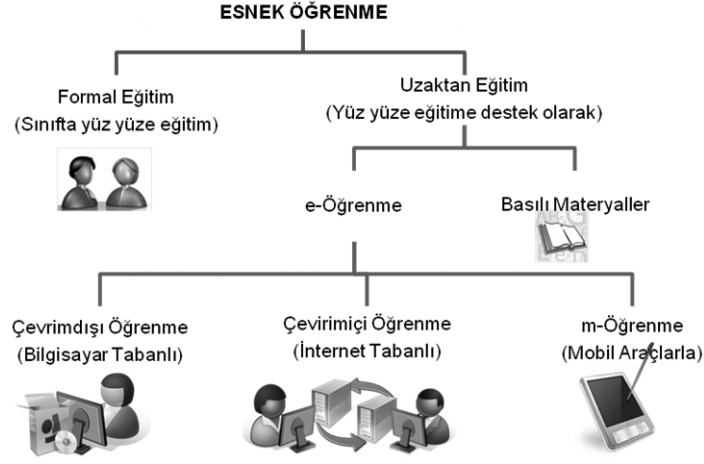 ESNEK ÖĞRENME
Formal Eğitim
(Sınıfta yüz yüze eğitim)
Uzaktan Eğitim
(Yüz yüze eğitime destek olarak)
e-Öğrenme
Basılı Materyaller
Çevrimdışı Öğrenme
(Bilgisayar Tabanlı)
Çevirimiçi Öğrenme
(İnternet Tabanlı)
m-Öğrenme
(Mobil Araçlarla)